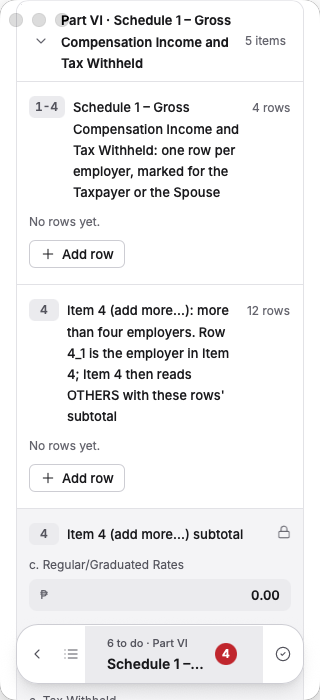 Part VI · Schedule 1 – Gross
Compensation Income and
Tax Withheld
5 items
1-4
Schedule 1 – Gross
Compensation Income and
Tax Withheld: one row per
employer, marked for the
Taxpayer or the Spouse
4 rows
No rows yet.
+ Add row
4
Item 4 (add more...): more
than four employers. Row
4_1 is the employer in Item
4; Item 4 then reads
OTHERS with these rows'
subtotal
12 rows
No rows yet.
+ Add row
4
Item 4 (add more...) subtotal
c. Regular/Graduated Rates
₱
0.00
6 to do · Part VI
Schedule 1 –...
4
Tax Withheld